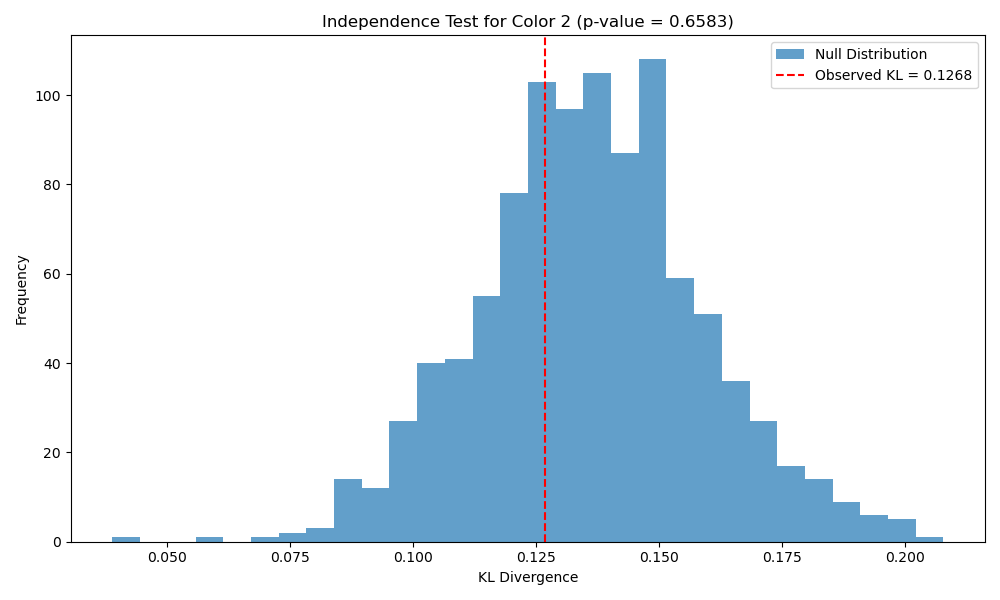 Independence Test for Color 2 (p-value = 0.6583)
Null Distribution
Observed KL = 0.1268
100
80
60
40
20
0
Frequency
0.050 0.075 0.100 0.125 0.150 0.175 0.200
KL Divergence